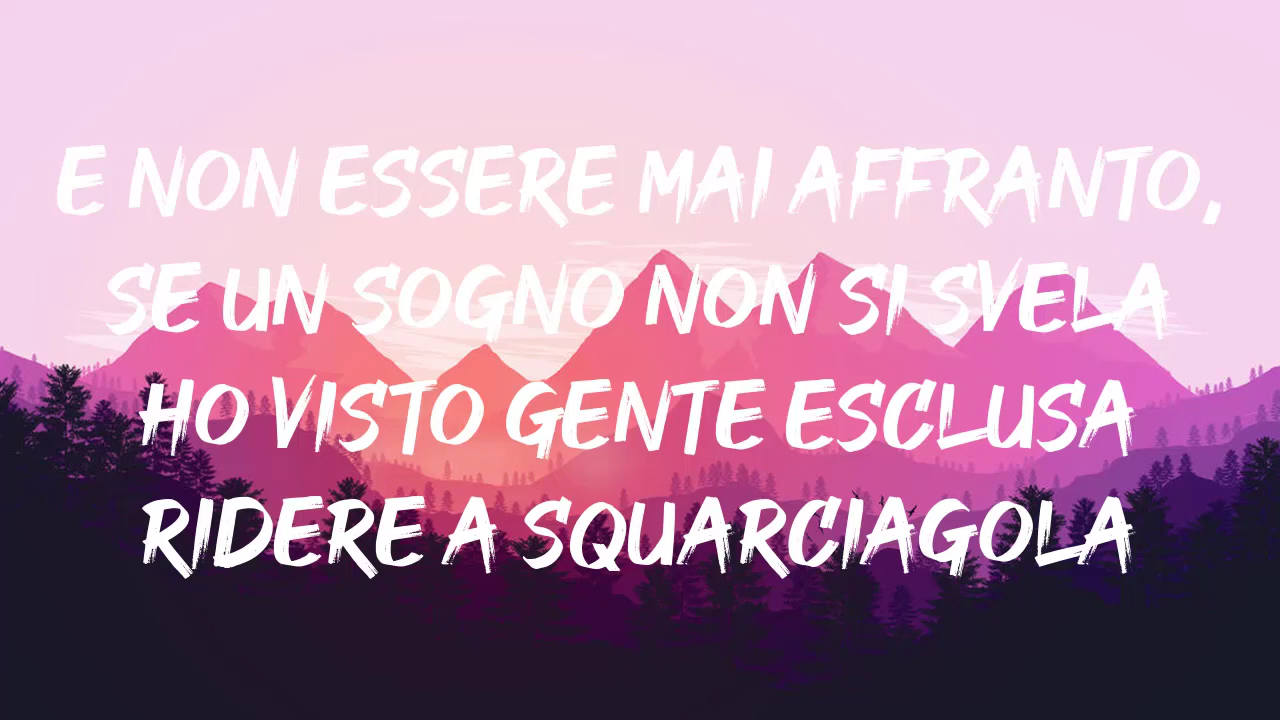 E NON ESSERE MAI AFFRANTO,
SE UN SOGNO NON SI SVELA
HO VISTO GENTE ESCLUSA
RIDERE A SQUARCIAGOLA